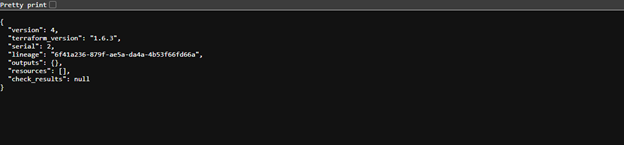 Pretty print
{
  "version": 4,
  "terraform_version": "1.6.3",
  "serial": 2,
  "lineage": "6f41a236-879f-ae5a-da4a-4b53f66fd66a",
  "outputs": {},
  "resources": [],
  "check_results": null
}